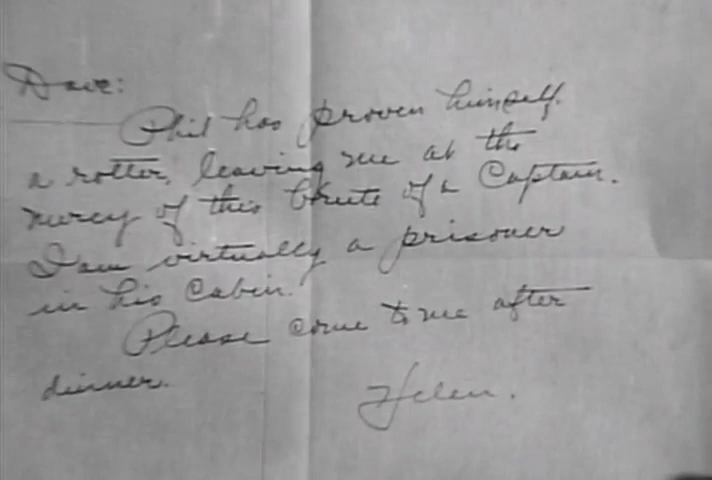 Dave:
Phil has proven himself
a rotter, leaving me at the
mercy of this brute of a Captain.
I am virtually a prisoner
in his cabin.
Please come to me after
dinner.
Helen.